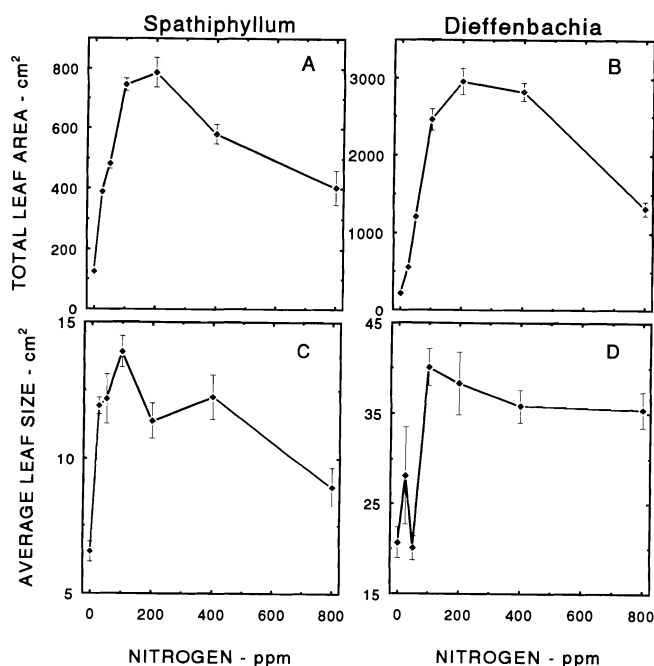 Spathiphyllum
Dieffenbachia
TOTAL LEAF AREA - cm²
800
600
400
200
0
A
3000
2000
1000
0
B
AVERAGE LEAF SIZE - cm²
15
10
5
C
45
35
25
15
D
0 200 400 600 800
0 200 400 600 800
NITROGEN - ppm
NITROGEN - ppm